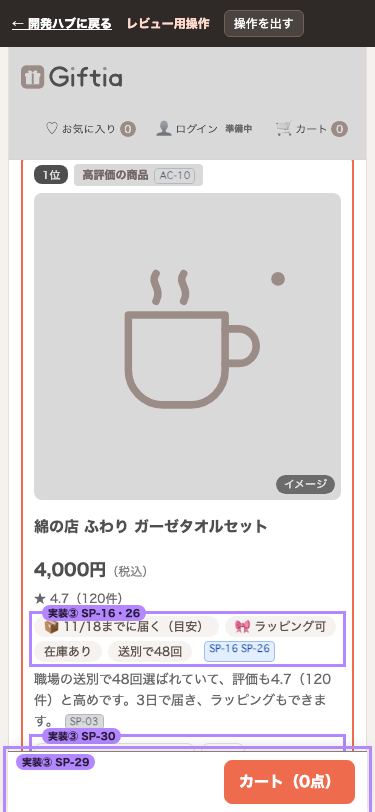 ← 開発ハブに戻る レビュー用操作 操作を出す
Giftia
♡ お気に入り 0 ログイン 準備中 カート 0
1位 高評価の商品 AC-10
イメージ
綿の店 ふわり ガーゼタオルセット
4,000円（税込）
★ 4.7（120件）
実装③ SP-16・26
11/18までに届く（目安） ラッピング可
在庫あり 送別で48回 SP-16 SP-26
職場の送別で48回選ばれていて、評価も4.7（120
件）と高めです。3日で届き、ラッピングもできま
す。 SP-03
実装③ SP-30
実装③ SP-29
カート（0点）